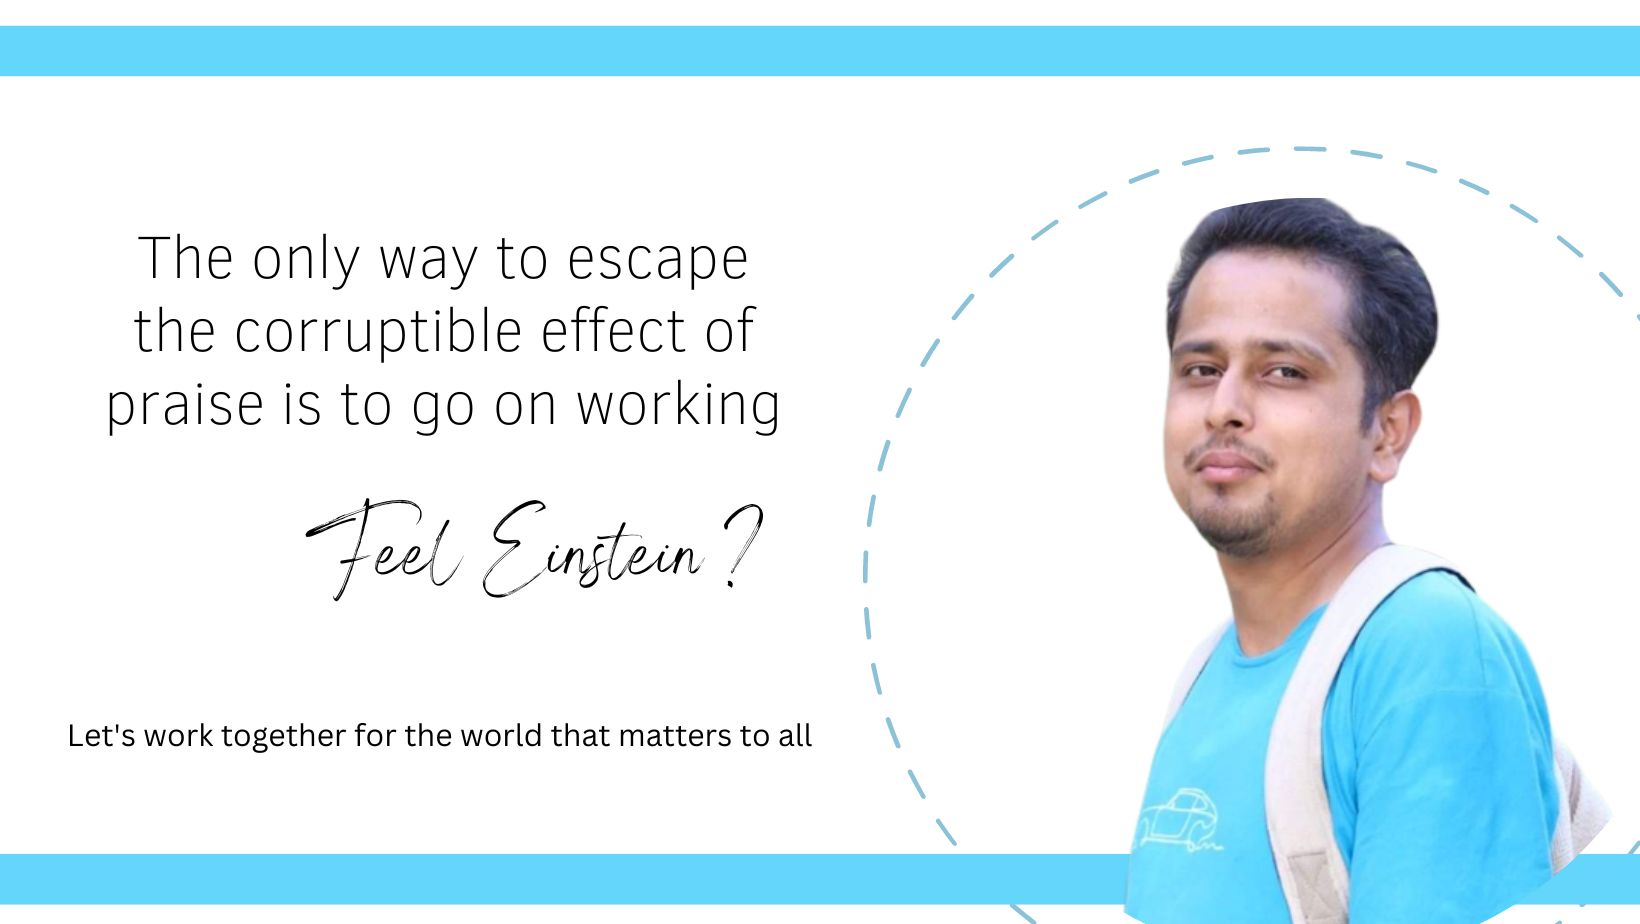 The only way to escape
the corruptible effect of
praise is to go on working
Feel Einstein ?
Let's work together for the world that matters to all